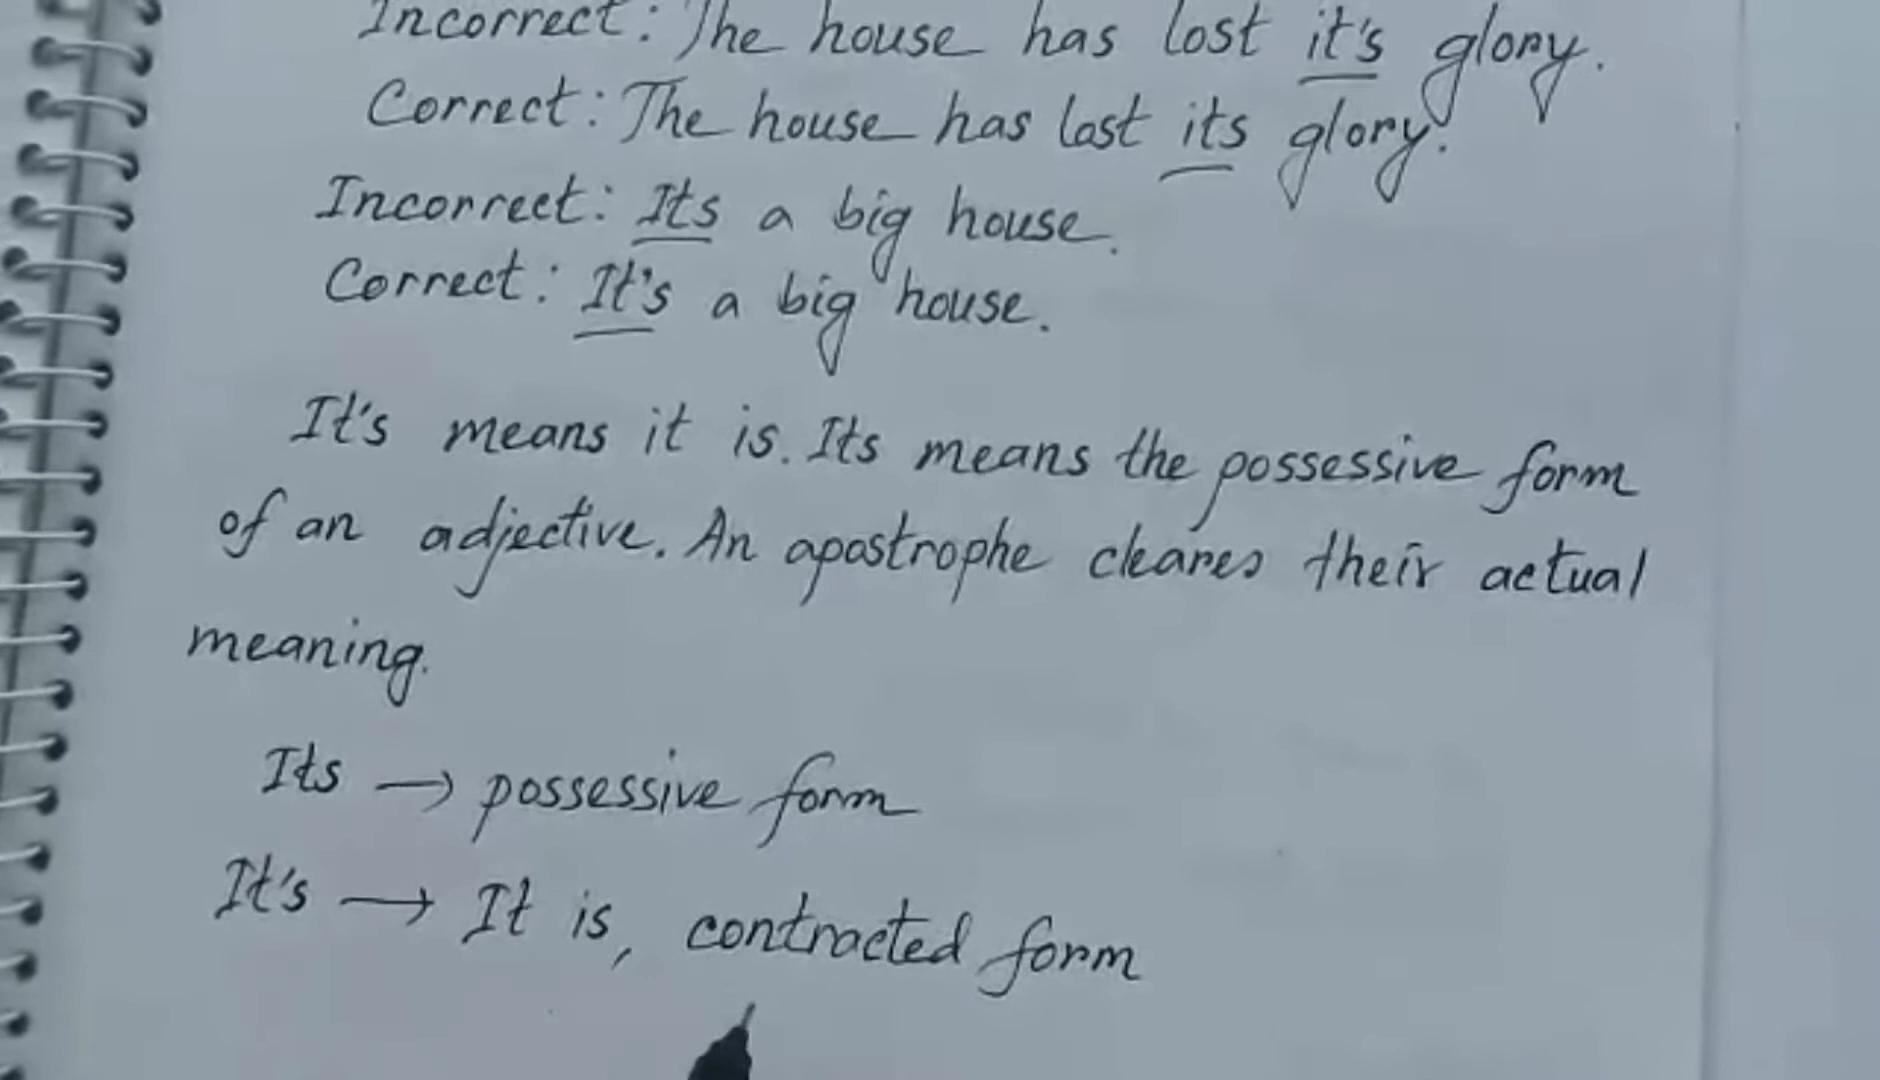 Incorrect: The house has lost it's glory.
Correct: The house has lost its glory.
Incorrect: Its a big house.
Correct: It's a big house.
It's means it is. Its means the possessive form
of an adjective. An apostrophe cleares their actual
meaning.
Its → possessive form
It's → It is, contracted form